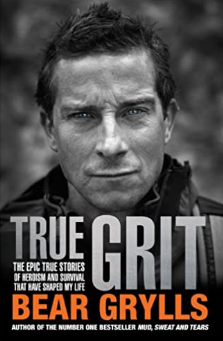 TRUE
GRIT
THE EPIC TRUE STORIES
OF HEROISM AND SURVIVAL
THAT HAVE SHAPED MY LIFE
BEAR GRYLLS
AUTHOR OF THE NUMBER ONE BESTSELLER MUD, SWEAT AND TEARS